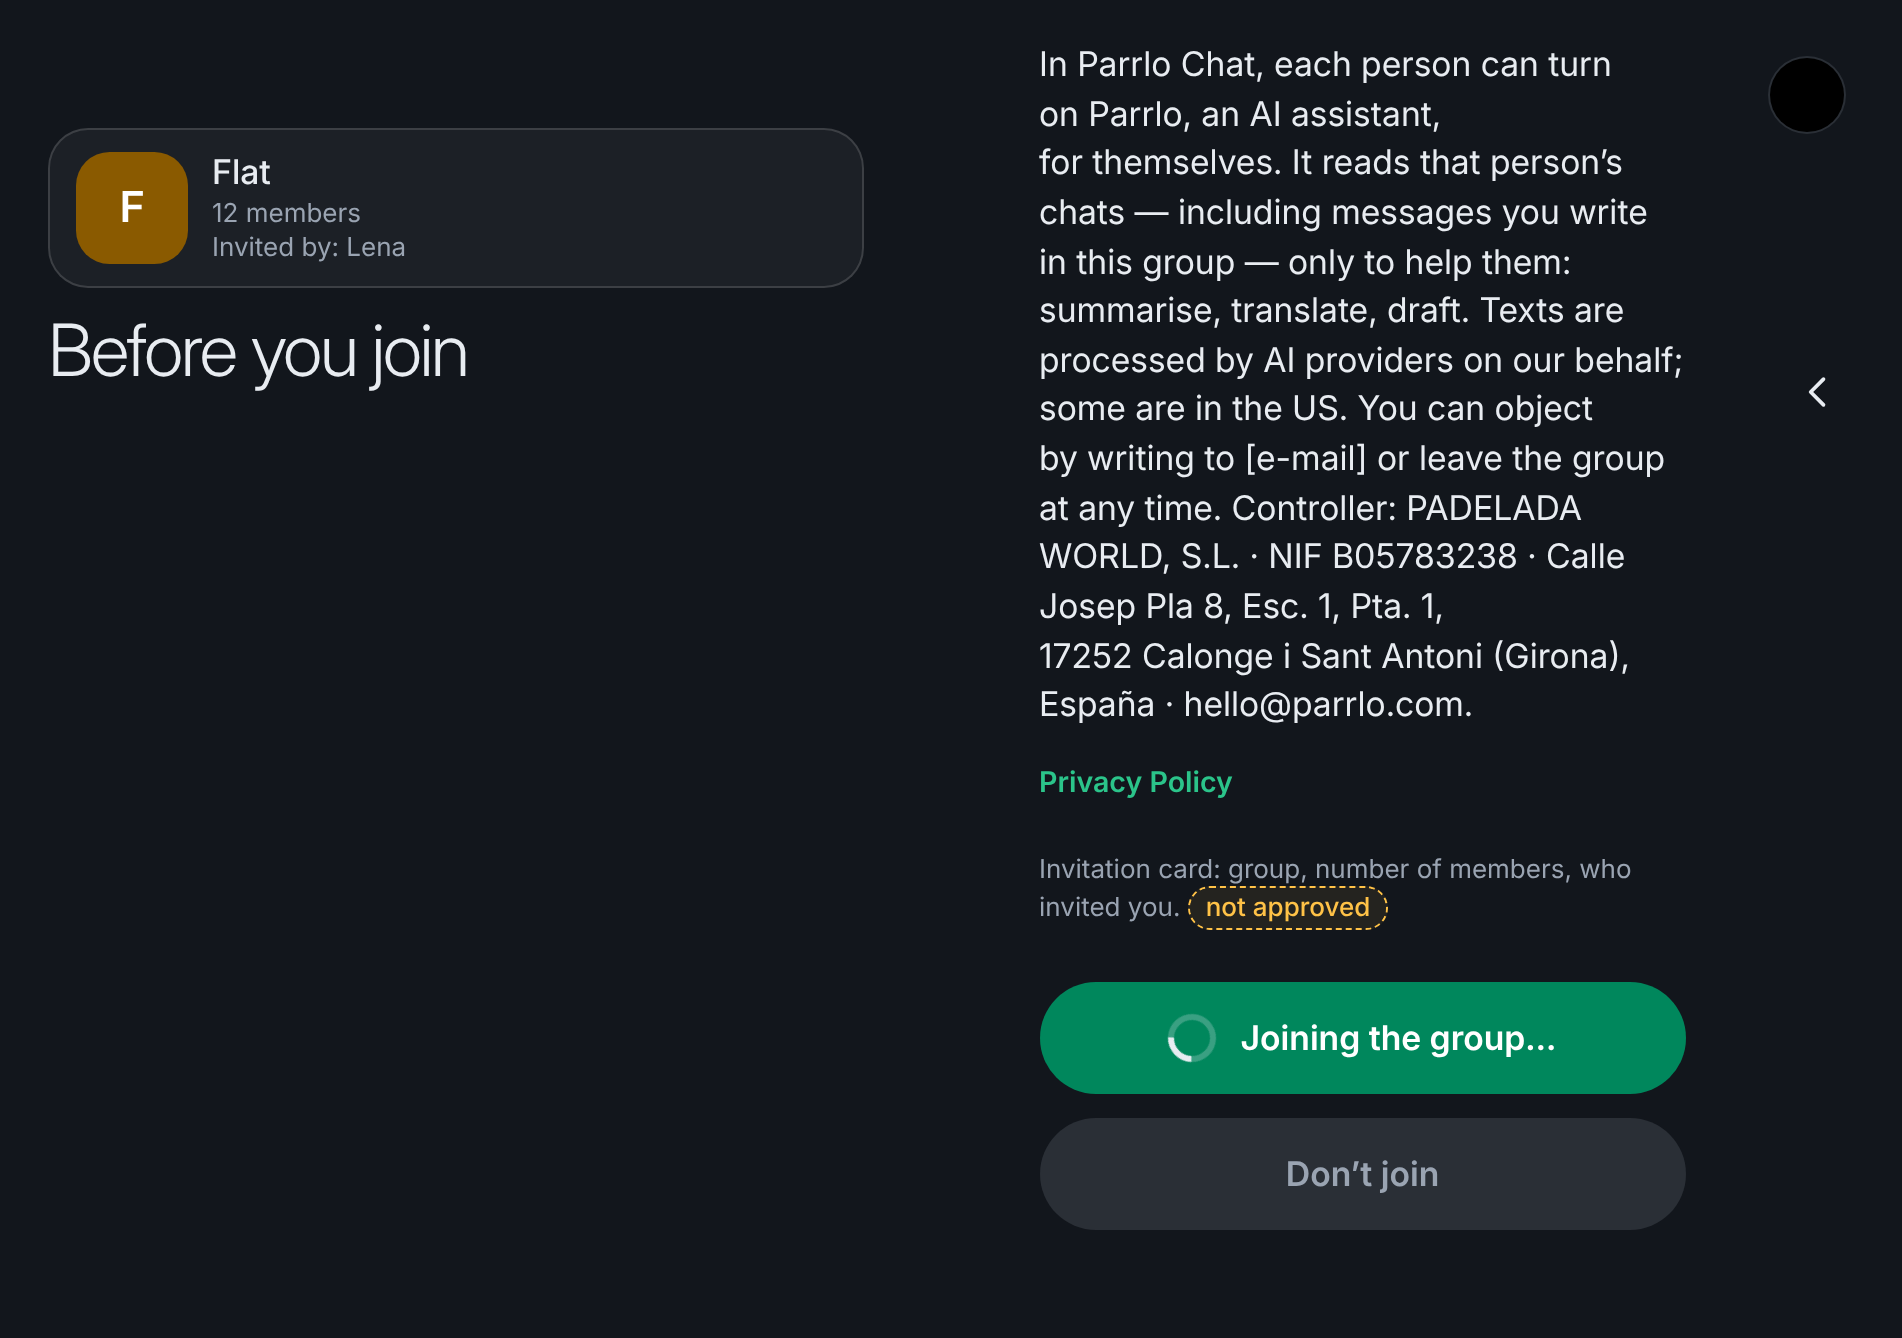 F
Flat
12 members
Invited by: Lena
Before you join
In Parrlo Chat, each person can turn
on Parrlo, an AI assistant,
for themselves. It reads that person’s
chats — including messages you write
in this group — only to help them:
summarise, translate, draft. Texts are
processed by AI providers on our behalf;
some are in the US. You can object
by writing to [e-mail] or leave the group
at any time. Controller: PADELADA
WORLD, S.L. · NIF B05783238 · Calle
Josep Pla 8, Esc. 1, Pta. 1,
17252 Calonge i Sant Antoni (Girona),
España · hello@parrlo.com.
Privacy Policy
Invitation card: group, number of members, who
invited you. not approved
Joining the group...
Don’t join